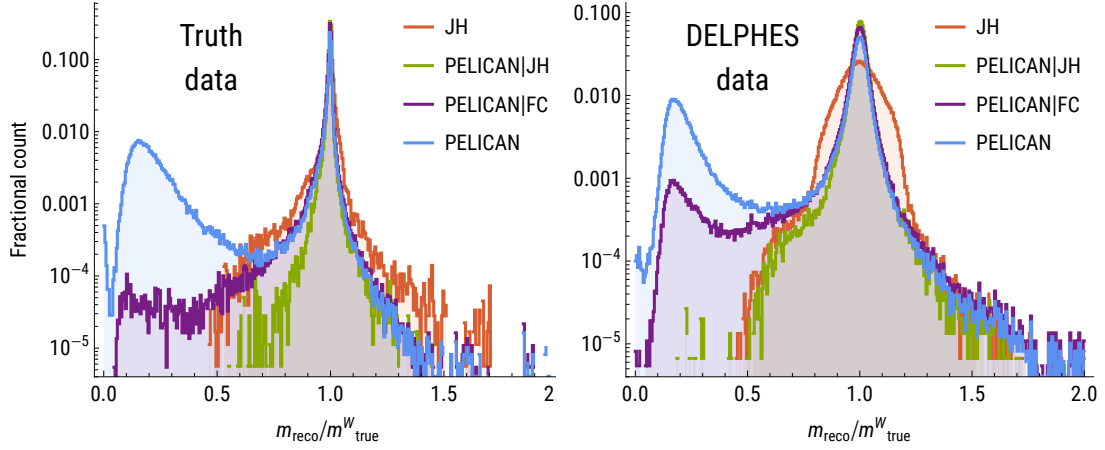 Truth
data
JH
PELICAN|JH
PELICAN|FC
PELICAN
Fractional count
0.100
0.010
0.001
10⁻⁴
10⁻⁵
0.0 0.5 1.0 1.5 2
m_reco/m^W_true
DELPHES
data
JH
PELICAN|JH
PELICAN|FC
PELICAN
0.100
0.010
0.001
10⁻⁴
10⁻⁵
0.0 0.5 1.0 1.5 2.0
m_reco/m^W_true